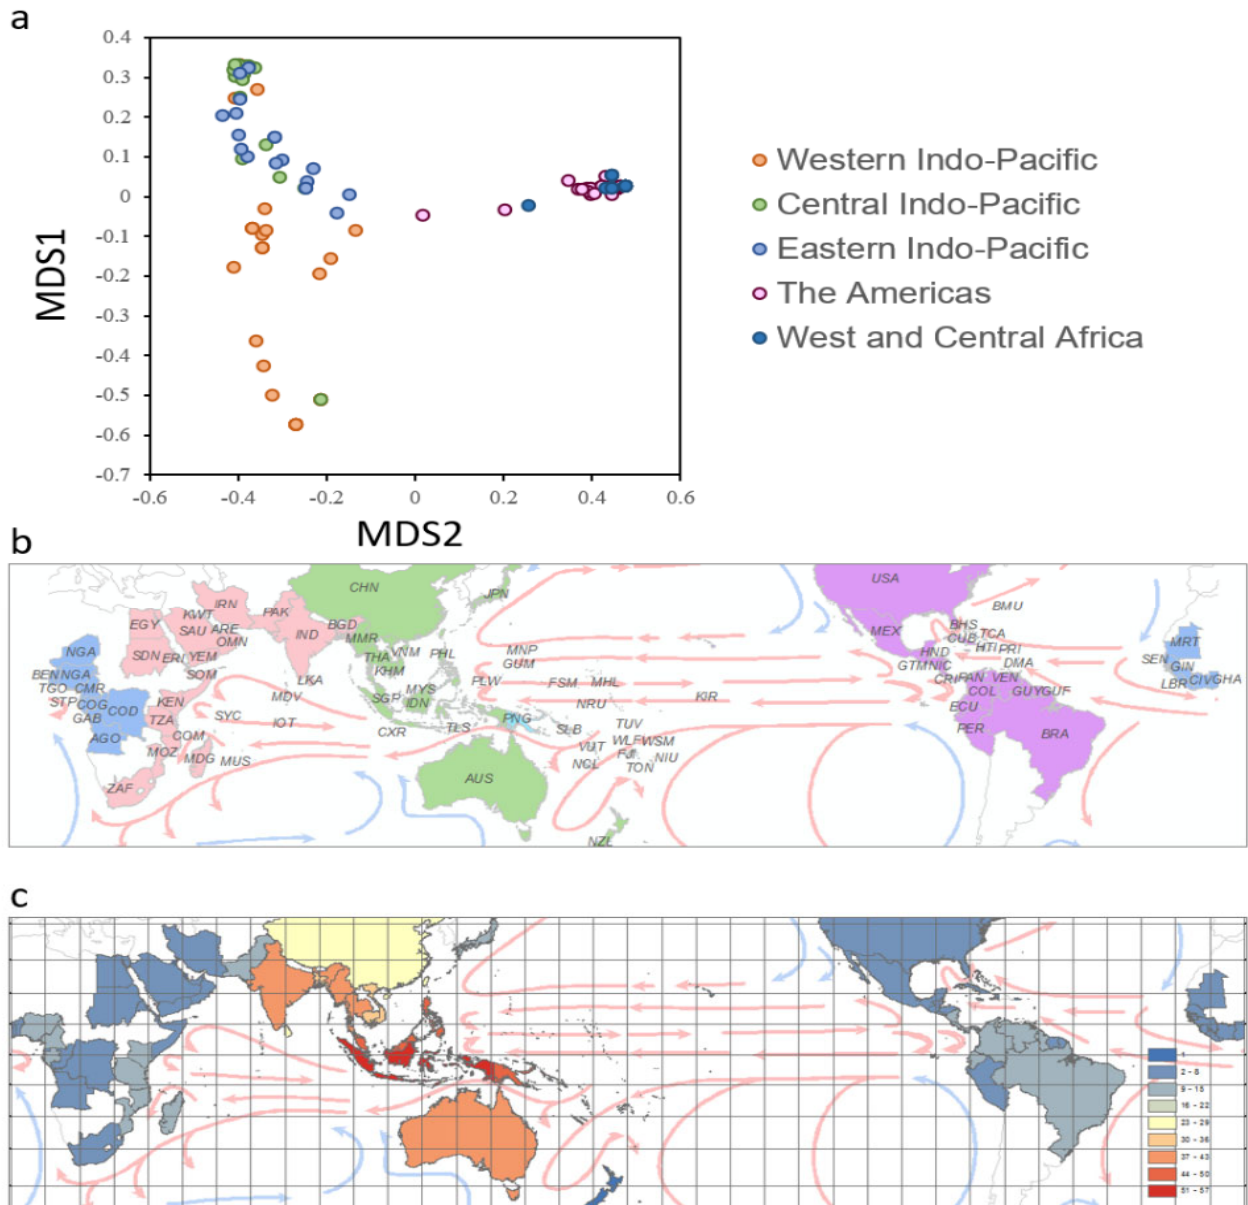 a
0.4
0.3
0.2
0.1
0
-0.1
-0.2
-0.3
-0.4
-0.5
-0.6
-0.7
MDS1
-0.6 -0.4 -0.2 0 0.2 0.4 0.6
MDS2
Western Indo-Pacific
Central Indo-Pacific
Eastern Indo-Pacific
The Americas
West and Central Africa
b
CHN USA
IRN JPN
KWT PAK BMU
EGY SAU ARE IND BGD MEX BHS
OMN MMR CUB TCA MRT
NGA SDN ERI YEM THA VNM PHL MNP HND HTI PRI SEN
KHM GUM GTM NIC DMA GIN
BEN NGA SOM LKA PLW FSM MHL CRI PAN VEN LBR CIV GHA
TGO CMR MDV SGP MYS KIR COL GUY GUF
STP COG COD KEN IDN NRU ECU
GAB TZA SYC IOT PNG TUV
AGO COM CXR TLS SLB WLF WSM PER BRA
MOZ MDG MUS VUT FJI NIU
NCL TON
ZAF AUS
NZL
c
1
2 - 8
9 - 15
16 - 22
23 - 29
30 - 36
37 - 43
44 - 50
51 - 57